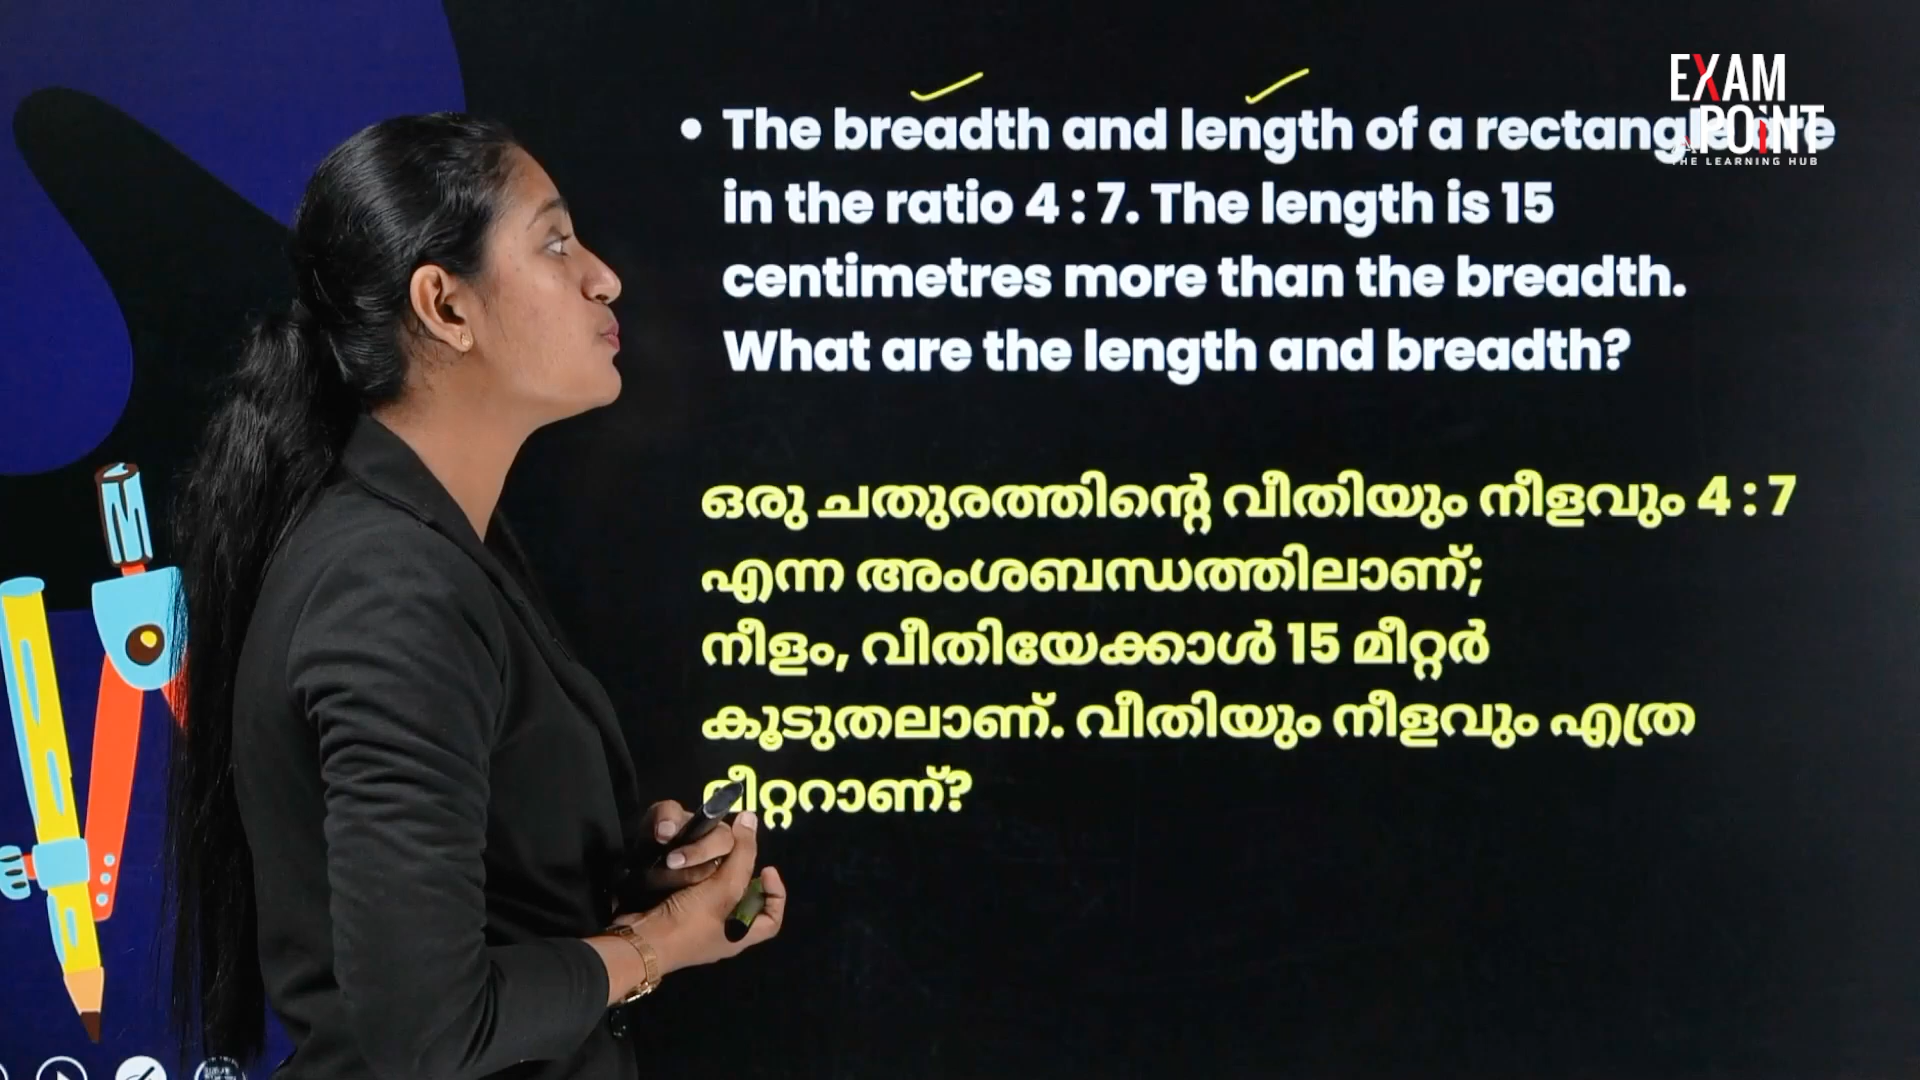 EXAM
POINT
THE LEARNING HUB
• The breadth and length of a rectangle are
in the ratio 4 : 7. The length is 15
centimetres more than the breadth.
What are the length and breadth?
ഒരു ചതുരത്തിന്റെ വീതിയും നീളവും 4 : 7
എന്ന അംശബന്ധത്തിലാണ്;
നീളം, വീതിയേക്കാൾ 15 മീറ്റർ
കൂടുതലാണ്. വീതിയും നീളവും എത്ര
മീറ്ററാണ്?